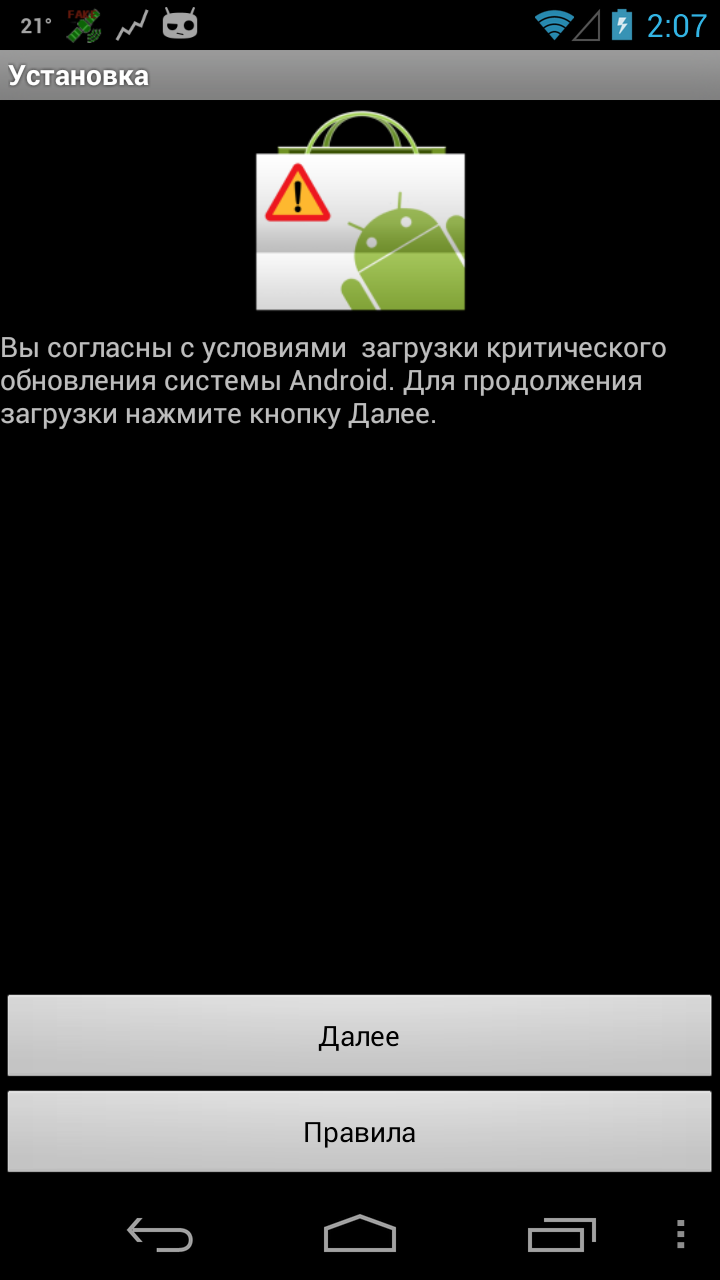 21°
FAKE
2:07
Установка
Вы согласны с условиями  загрузки критического
обновления системы Android. Для продолжения
загрузки нажмите кнопку Далее.
Далее
Правила